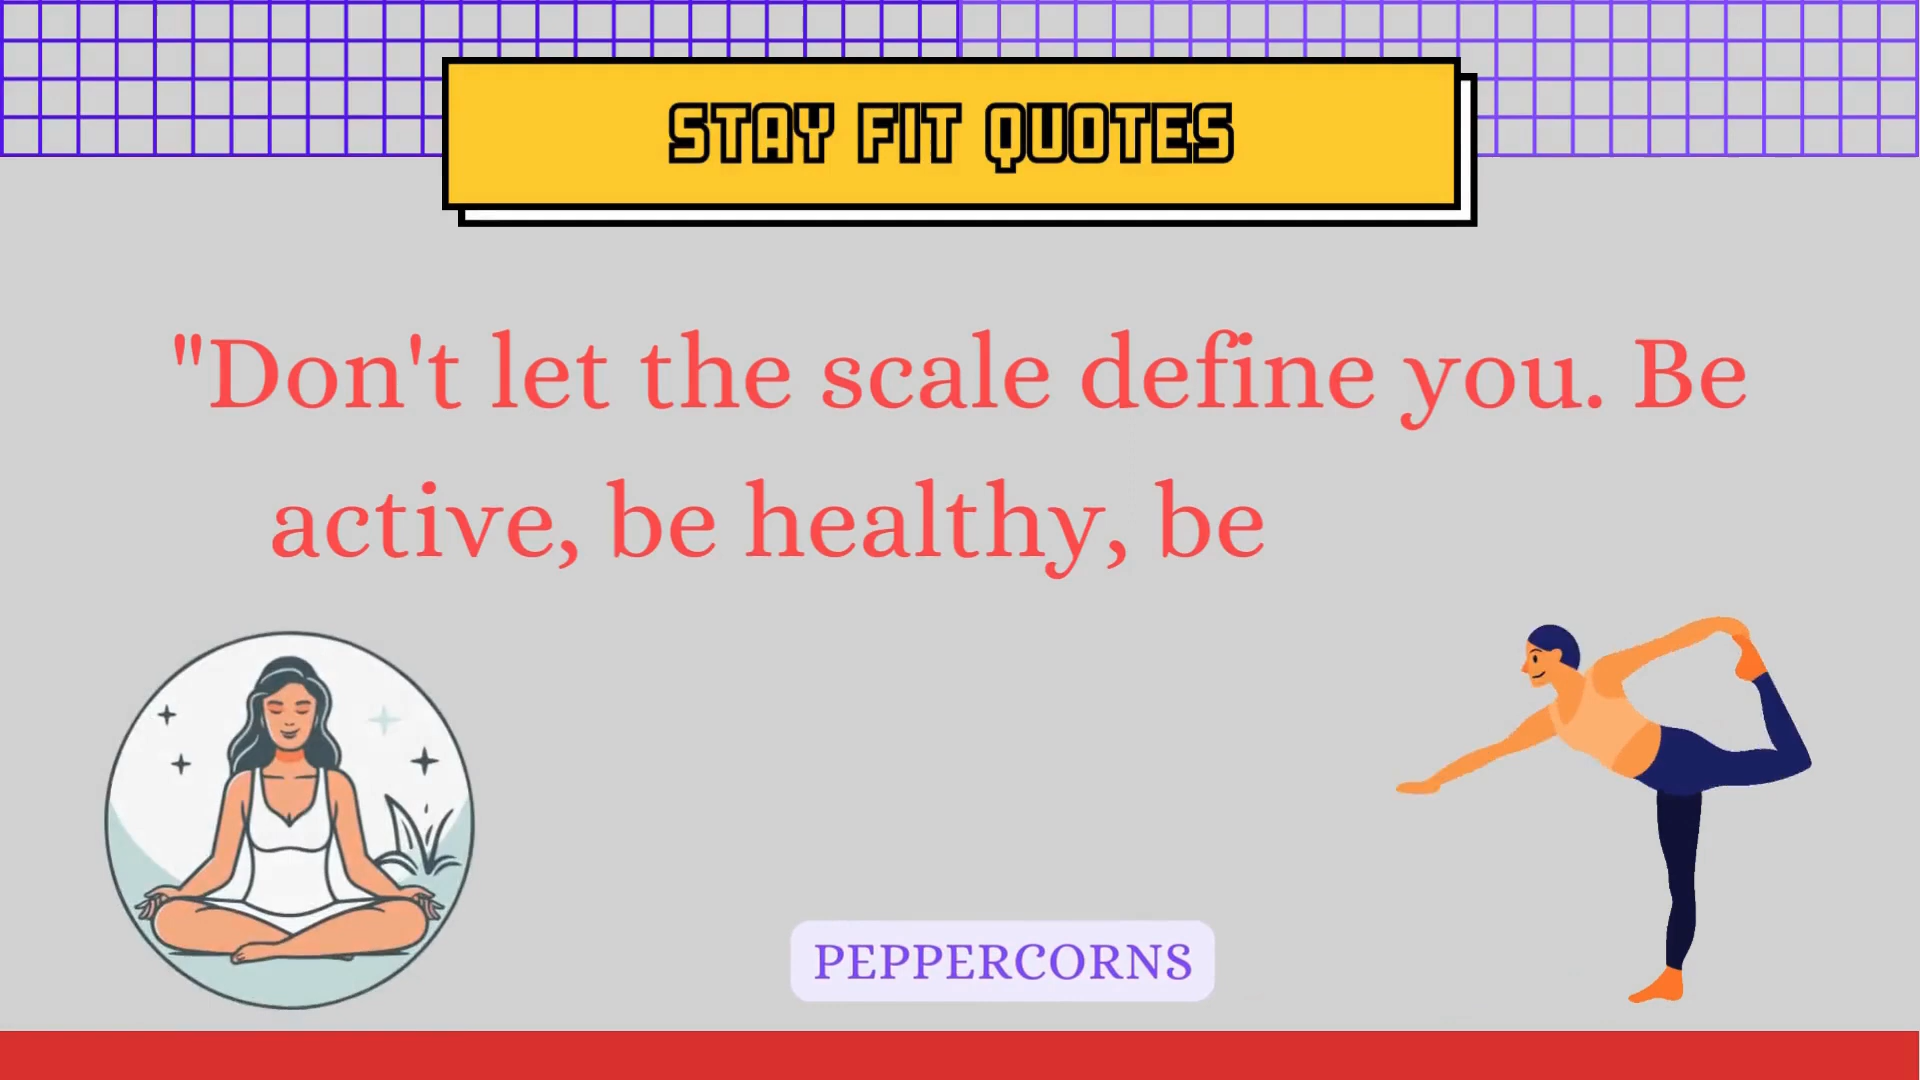 STAY FIT QUOTES
"Don't let the scale define you. Be
active, be healthy, be
PEPPERCORNS